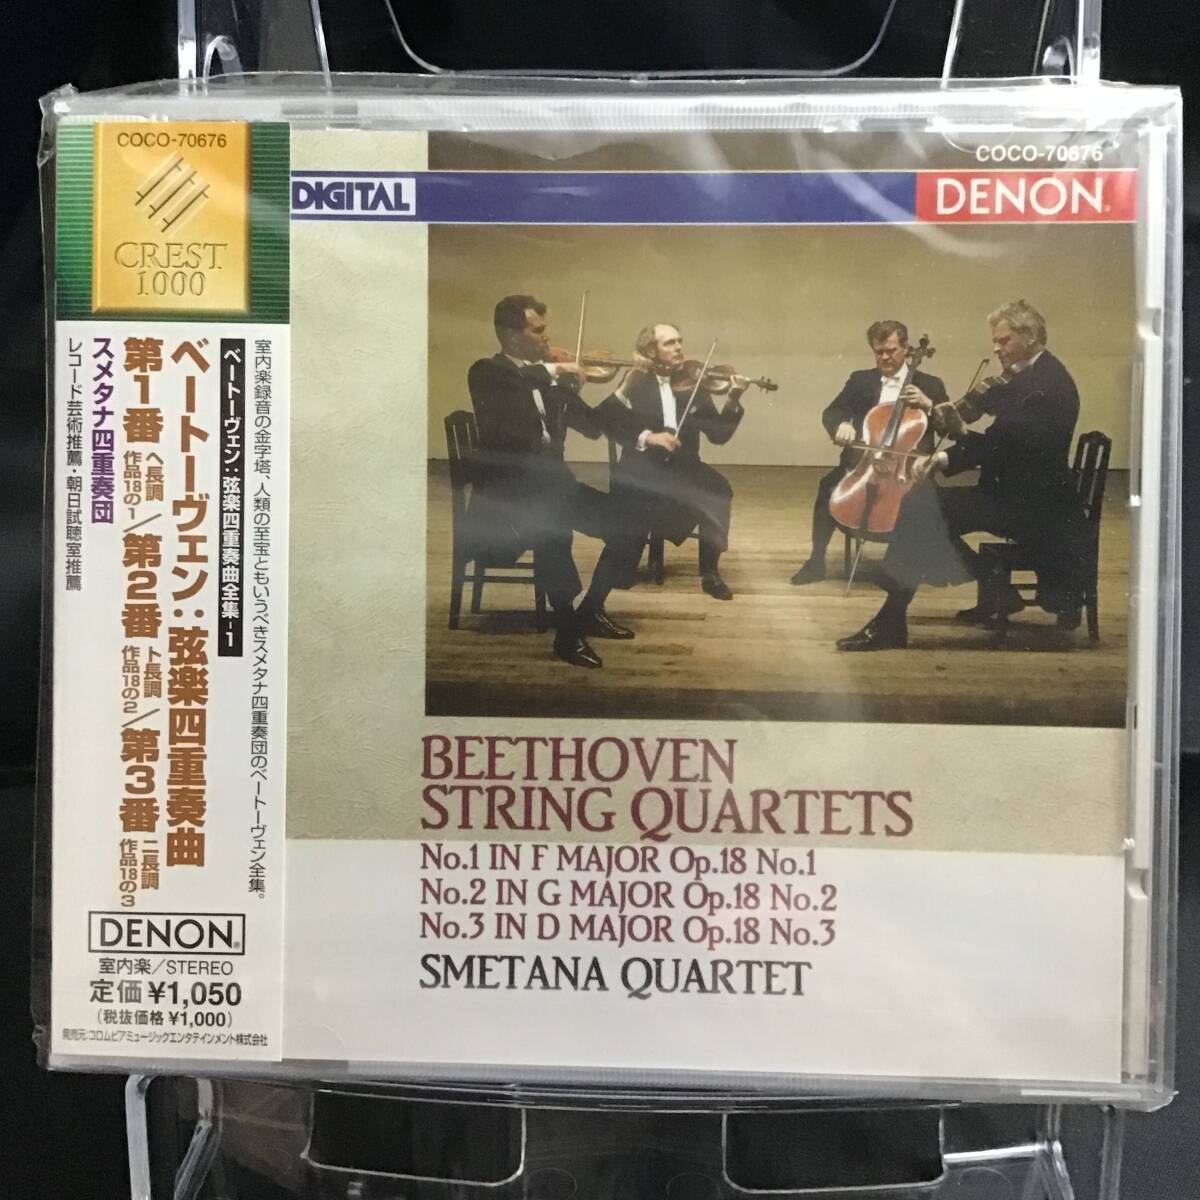 COCO-70676
CREST
1000
室内楽録音の金字塔、人類の至宝ともいうべきスメタナ四重奏団のベートーヴェン全集。
ベートーヴェン:弦楽四重奏曲全集-1
ベートーヴェン:弦楽四重奏曲
第1番 ヘ長調 作品18の1/第2番 ト長調 作品18の2/第3番 ニ長調 作品18の3
スメタナ四重奏団
レコード芸術推薦・朝日試聴室推薦
DENON®
室内楽/STEREO
定価¥1,050
(税抜価格¥1,000)
発売元:コロムビアミュージックエンタテインメント株式会社
COCO-70676
DIGITAL
DENON®
BEETHOVEN
STRING QUARTETS
No.1 IN F MAJOR Op.18 No.1
No.2 IN G MAJOR Op.18 No.2
No.3 IN D MAJOR Op.18 No.3
SMETANA QUARTET